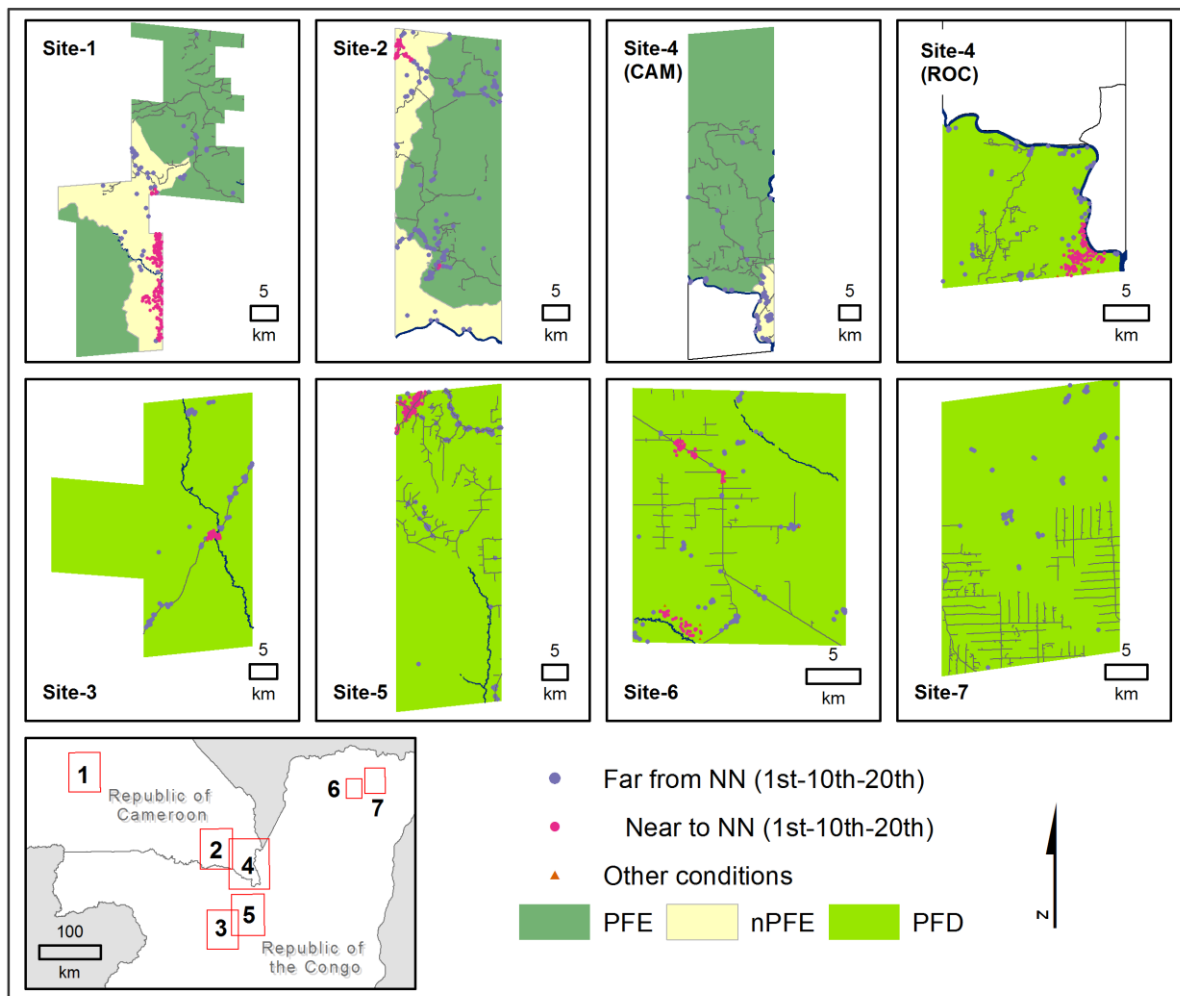 Site-1
5
km
Site-2
5
km
Site-4
(CAM)
5
km
Site-4
(ROC)
5
km
Site-3
5
km
Site-5
5
km
Site-6
5
km
Site-7
5
km
1
Republic of
Cameroon
6
7
2
4
3
5
100
km
Republic of
the Congo
Far from NN (1st-10th-20th)
Near to NN (1st-10th-20th)
Other conditions
PFE nPFE PFD
N